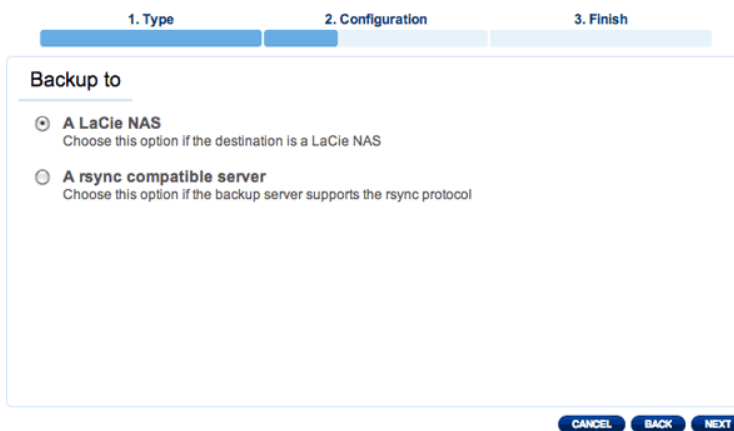 1. Type 2. Configuration 3. Finish
Backup to
A LaCie NAS
Choose this option if the destination is a LaCie NAS
A rsync compatible server
Choose this option if the backup server supports the rsync protocol
CANCEL BACK NEXT